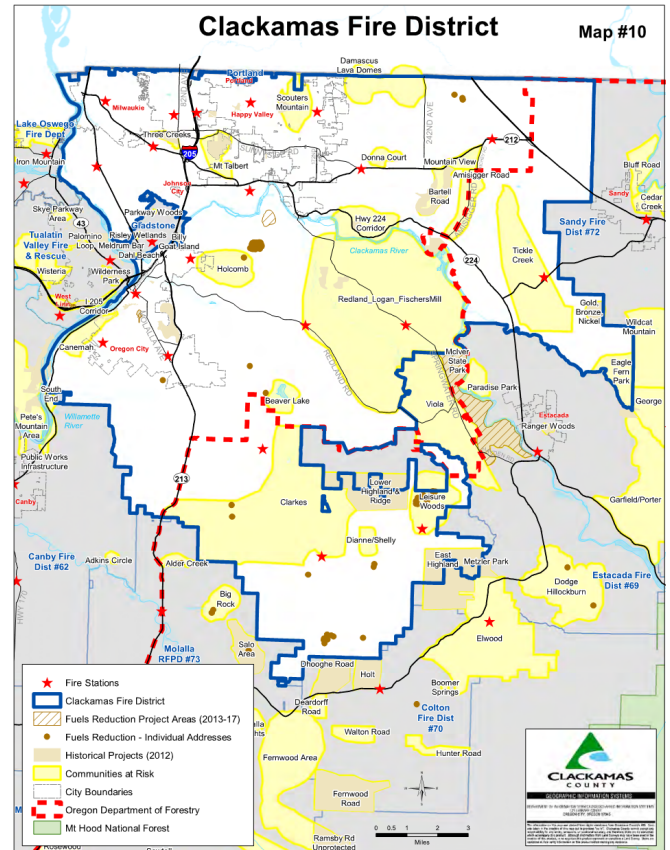 Clackamas Fire District
Map #10
Damascus
Lava Domes
Portland
Milwaukie
Scouters
Mountain
Happy Valley
242ND AVE
Lake Oswego
Fire Dept
Three Creeks
212
Iron Mountain
205
Mt Talbert
Donna Court
Mountain View
Bluff Road
Johnson
City
Amisigger Road
Bartell
Road
Sandy
Cedar
Creek
Skye Parkway
Area
Parkway Woods
43
Gladstone
Hwy 224
Corridor
Sandy Fire
Dist #72
Tualatin
Valley Fire
& Rescue
Palomino
Loop
Risley Wetlands
Billy
Goat Island
Meldrum Bar
Dahl Beach
Clackamas River
Tickle
Creek
224
Wisteria
Wilderness
Park
Holcomb
West
Linn
I 205
Corridor
Redland_Logan_FischersMill
Gold,
Bronze,
Nickel
Wildcat
Mountain
Canemah
Oregon City
McIver
State
Park
Eagle
Fern
Park
REDLAND RD
Paradise Park
South
End
Beaver Lake
Viola
George
Pete's
Mountain
Area
Willamette
River
Estacada
Ranger Woods
Public Works
Infrastructure
213
Canby
Lower
Highland &
Ridge
Clarkes
Leisure
Woods
Garfield/Porter
Dianne/Shelly
Canby Fire
Dist #62
Adkins Circle
Alder Creek
East
Highland
Metzler Park
Estacada Fire
Dist #69
Dodge
Hillockburn
Big
Rock
Elwood
Salo
Area
Molalla
RFPD #73
Dhooghe Road
Holt
Boomer
Springs
Deardorff
Road
Colton
Fire Dist
#70
Walton Road
Hunter Road
Fernwood Area
Fernwood
Road
Ramsby Rd
Unprotected
Fire Stations
Clackamas Fire District
Fuels Reduction Project Areas (2013-17)
Fuels Reduction - Individual Addresses
Historical Projects (2012)
Communities at Risk
City Boundaries
Oregon Department of Forestry
Mt Hood National Forest
0 0.5 1 2 3
Miles
CLACKAMAS
COUNTY
GEOGRAPHIC INFORMATION SYSTEMS